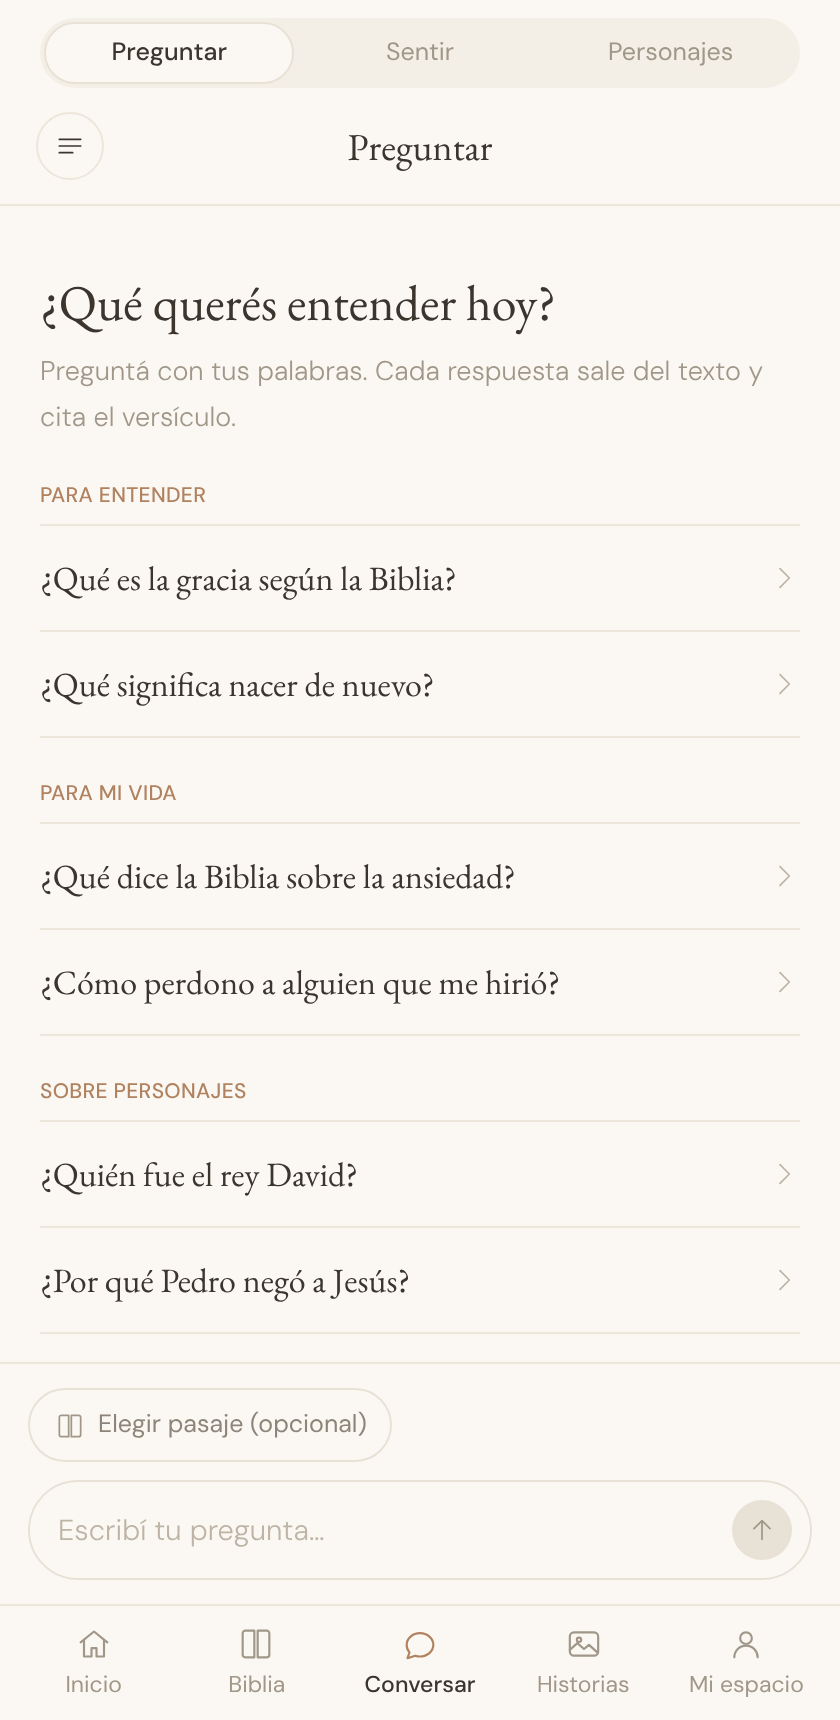 Preguntar
Sentir
Personajes
Preguntar
¿Qué querés entender hoy?
Preguntá con tus palabras. Cada respuesta sale del texto y
cita el versículo.
PARA ENTENDER
¿Qué es la gracia según la Biblia?
¿Qué significa nacer de nuevo?
PARA MI VIDA
¿Qué dice la Biblia sobre la ansiedad?
¿Cómo perdono a alguien que me hirió?
SOBRE PERSONAJES
¿Quién fue el rey David?
¿Por qué Pedro negó a Jesús?
Elegir pasaje (opcional)
Escribí tu pregunta...
Inicio
Biblia
Conversar
Historias
Mi espacio